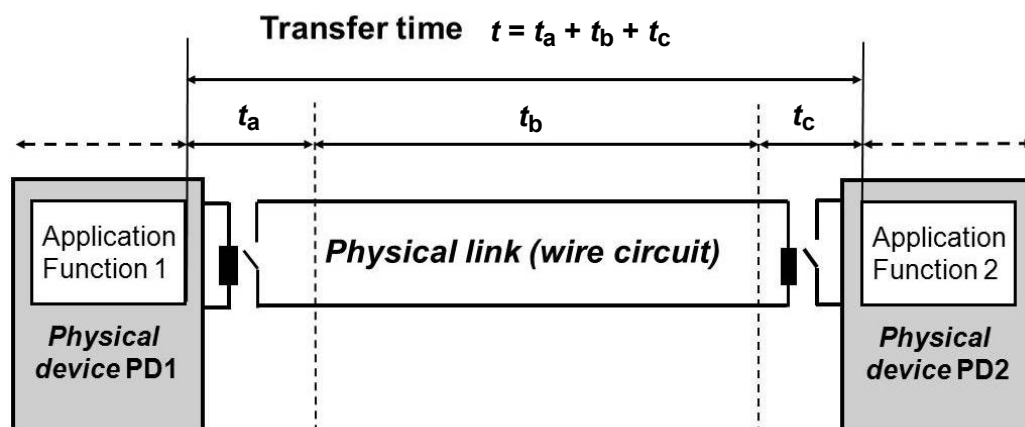 Transfer time t = ta + tb + tc
ta tb tc
Application
Function 1
Physical link (wire circuit)
Application
Function 2
Physical
device PD1
Physical
device PD2